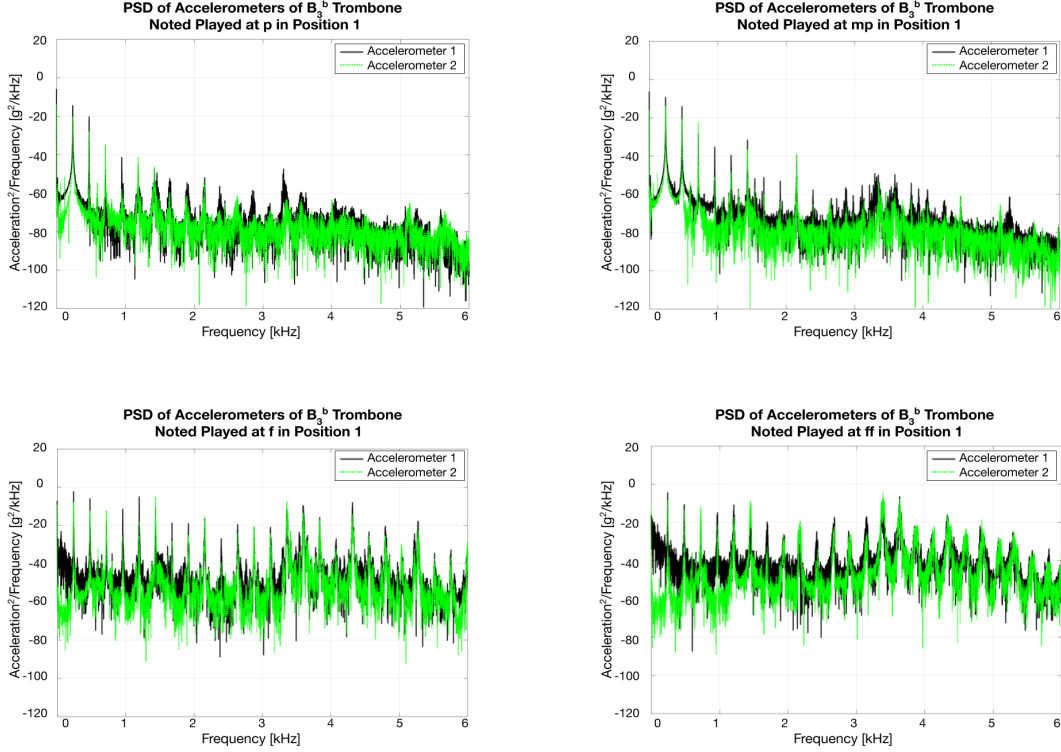 PSD of Accelerometers of B₃ᵇ Trombone
Noted Played at p in Position 1
20
0
-20
-40
-60
-80
-100
-120
Acceleration²/Frequency [g²/kHz]
Accelerometer 1
Accelerometer 2
0 1 2 3 4 5 6
Frequency [kHz]
PSD of Accelerometers of B₃ᵇ Trombone
Noted Played at mp in Position 1
20
0
-20
-40
-60
-80
-100
-120
Acceleration²/Frequency [g²/kHz]
Accelerometer 1
Accelerometer 2
0 1 2 3 4 5 6
Frequency [kHz]
PSD of Accelerometers of B₃ᵇ Trombone
Noted Played at f in Position 1
20
0
-20
-40
-60
-80
-100
-120
Acceleration²/Frequency [g²/kHz]
Accelerometer 1
Accelerometer 2
0 1 2 3 4 5 6
Frequency [kHz]
PSD of Accelerometers of B₃ᵇ Trombone
Noted Played at ff in Position 1
20
0
-20
-40
-60
-80
-100
-120
Acceleration²/Frequency [g²/kHz]
Accelerometer 1
Accelerometer 2
0 1 2 3 4 5 6
Frequency [kHz]